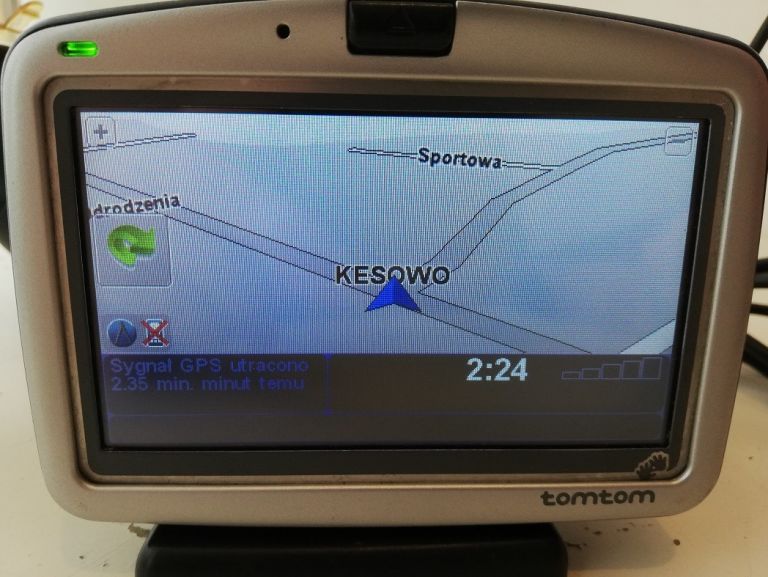 Sportowa
drodzenia
KESOWO
Sygnał GPS utracono
2:24
2.35 min. minut temu
tomtom